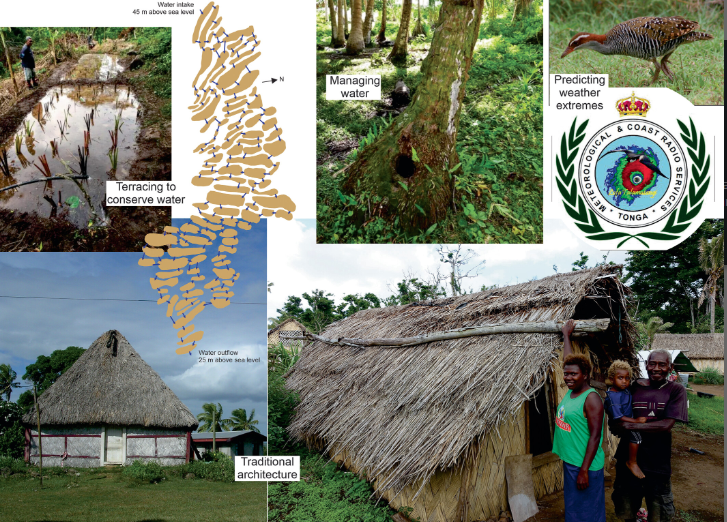 Water intake
45 m above sea level
N
Managing
water
Predicting
weather
extremes
METEOROLOGICAL & COAST RADIO SERVICES
• TONGA •
Terracing to
conserve water
Water outflow
25 m above sea level
Traditional
architecture